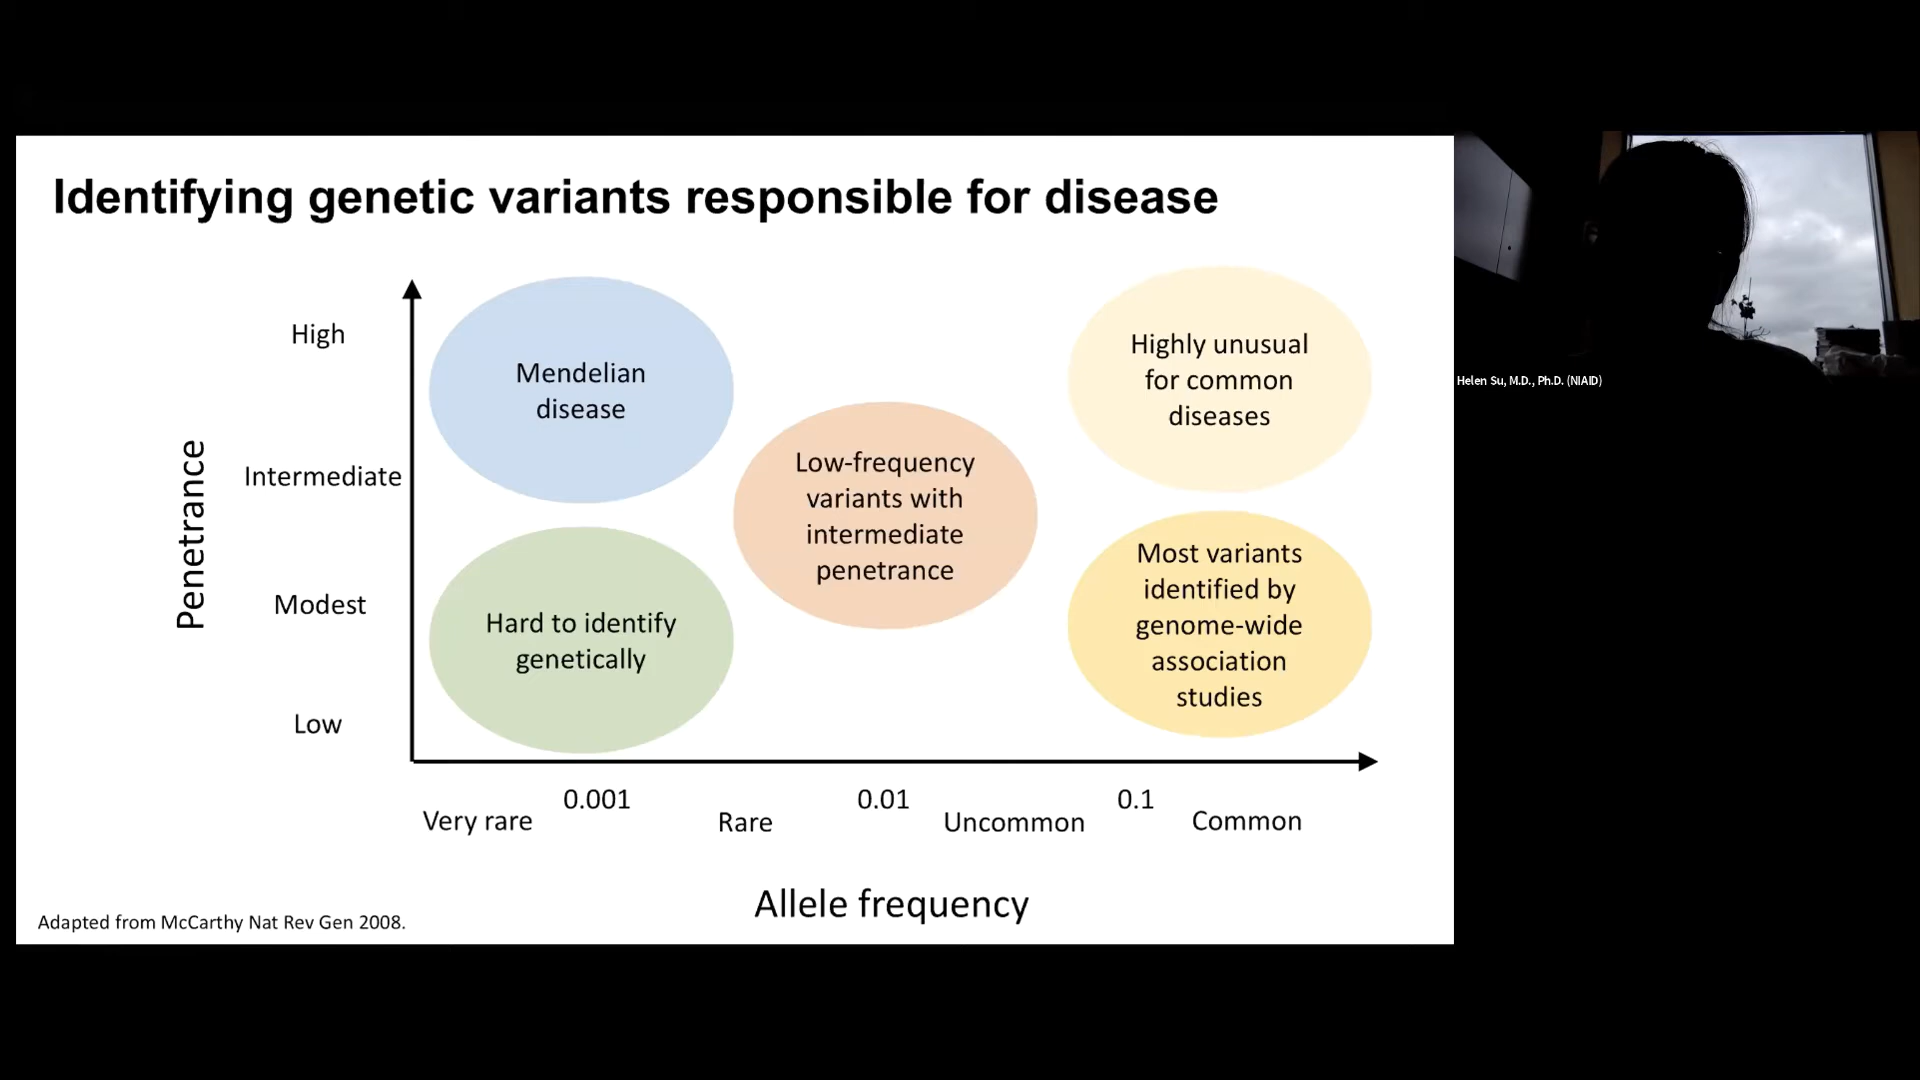 Identifying genetic variants responsible for disease
High
Intermediate
Modest
Low
Penetrance
Mendelian
disease
Hard to identify
genetically
Low-frequency
variants with
intermediate
penetrance
Highly unusual
for common
diseases
Most variants
identified by
genome-wide
association
studies
0.001
0.01
0.1
Very rare
Rare
Uncommon
Common
Allele frequency
Adapted from McCarthy Nat Rev Gen 2008.
Helen Su, M.D., Ph.D. (NIAID)